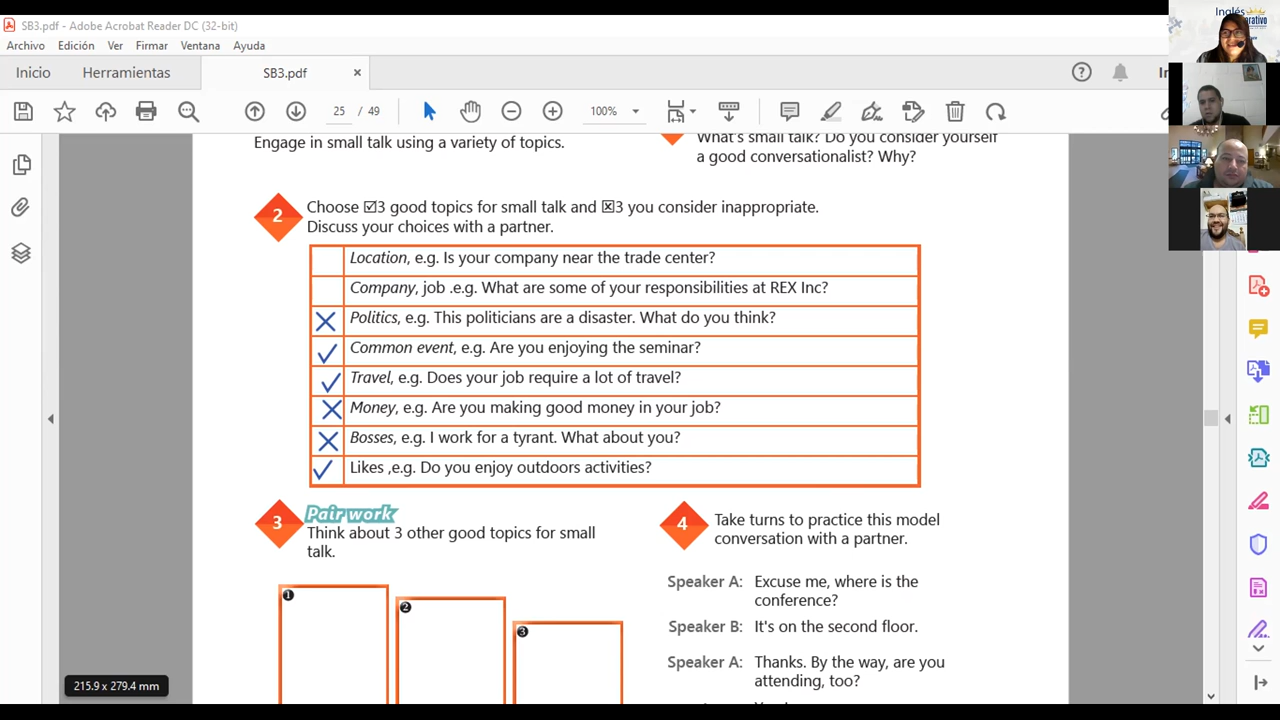 SB3.pdf - Adobe Acrobat Reader DC (32-bit)
Archivo Edición Ver Firmar Ventana Ayuda
Inicio Herramientas SB3.pdf ×
25 / 49 100%
Inglés
Engage in small talk using a variety of topics.
What's small talk? Do you consider yourself
a good conversationalist? Why?
2
Choose ☑3 good topics for small talk and ☒3 you consider inappropriate.
Discuss your choices with a partner.
Location, e.g. Is your company near the trade center?
Company, job .e.g. What are some of your responsibilities at REX Inc?
Politics, e.g. This politicians are a disaster. What do you think?
Common event, e.g. Are you enjoying the seminar?
Travel, e.g. Does your job require a lot of travel?
Money, e.g. Are you making good money in your job?
Bosses, e.g. I work for a tyrant. What about you?
Likes ,e.g. Do you enjoy outdoors activities?
3
Pair work
Think about 3 other good topics for small
talk.
❶
❷
❸
4
Take turns to practice this model
conversation with a partner.
Speaker A: Excuse me, where is the
conference?
Speaker B: It's on the second floor.
Speaker A: Thanks. By the way, are you
attending, too?
215.9 x 279.4 mm